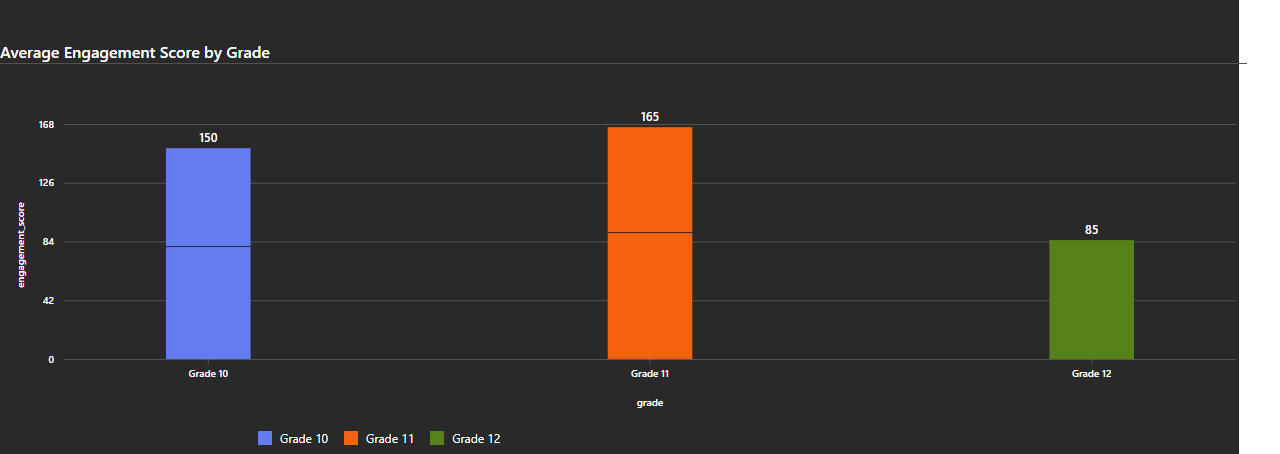 Average Engagement Score by Grade
168
126
84
42
0
engagement_score
150
165
85
Grade 10
Grade 11
Grade 12
grade
Grade 10 Grade 11 Grade 12